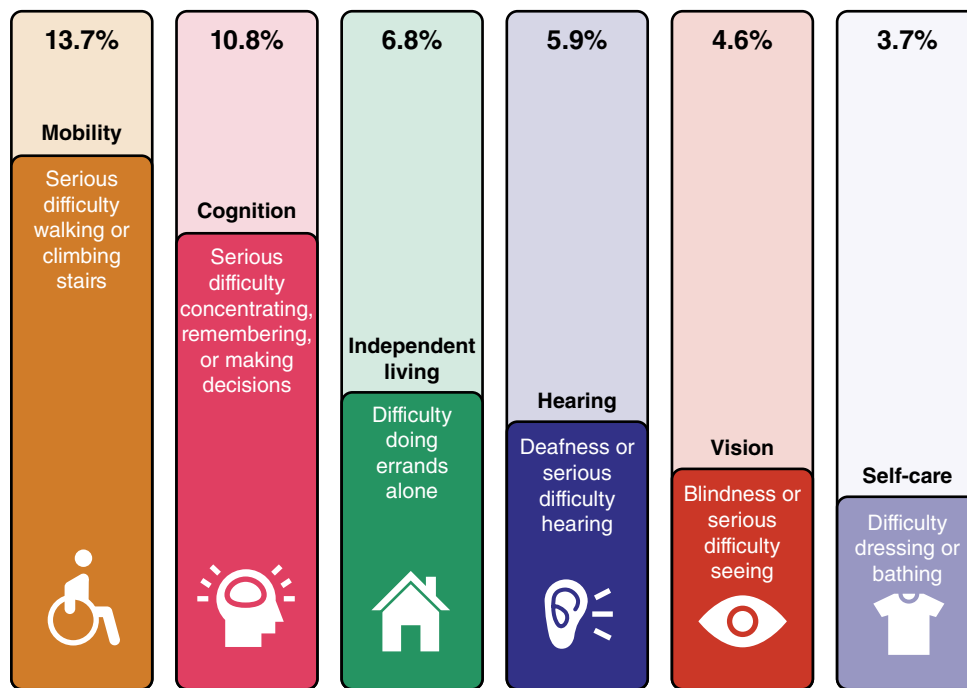 13.7%
Mobility
Serious
difficulty
walking or
climbing
stairs
10.8%
Cognition
Serious
difficulty
concentrating,
remembering,
or making
decisions
6.8%
Independent
living
Difficulty
doing
errands
alone
5.9%
Hearing
Deafness or
serious
difficulty
hearing
4.6%
Vision
Blindness or
serious
difficulty
seeing
3.7%
Self-care
Difficulty
dressing or
bathing